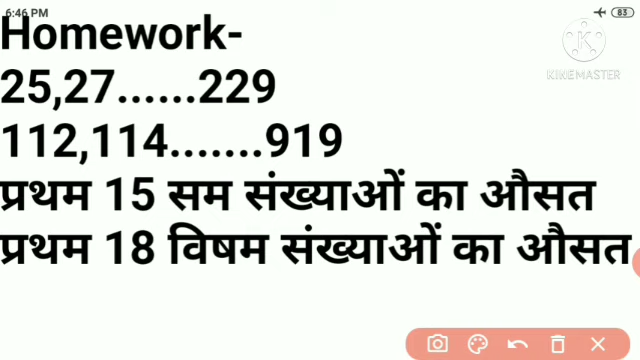 6:46 PM
83
Homework-
KINEMASTER
25,27......229
112,114.......919
प्रथम 15 सम संख्याओं का औसत
प्रथम 18 विषम संख्याओं का औसत